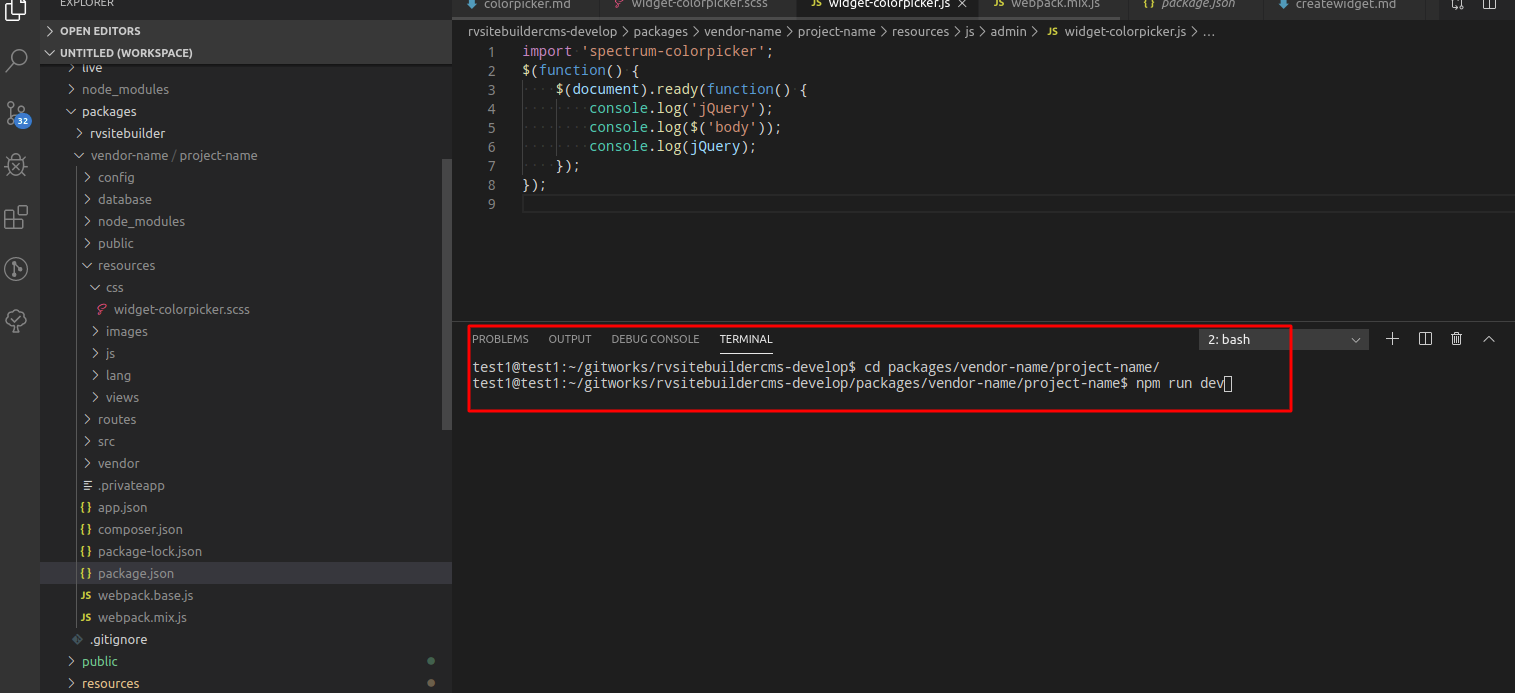 EXPLORER
OPEN EDITORS
UNTITLED (WORKSPACE)
live
node_modules
packages
rvsitebuilder
vendor-name / project-name
config
database
node_modules
public
resources
css
widget-colorpicker.scss
images
js
lang
views
routes
src
vendor
.privateapp
{} app.json
{} composer.json
{} package-lock.json
{} package.json
JS webpack.base.js
JS webpack.mix.js
.gitignore
public
resources
32
colorpicker.md
widget-colorpicker.scss
JS widget-colorpicker.js
JS webpack.mix.js
{} package.json
createwidget.md
rvsitebuildercms-develop > packages > vendor-name > project-name > resources > js > admin > JS widget-colorpicker.js > ...
1 import 'spectrum-colorpicker';
2 $(function() {
3 $(document).ready(function() {
4 console.log('jQuery');
5 console.log($('body'));
6 console.log(jQuery);
7 });
8 });
9
PROBLEMS OUTPUT DEBUG CONSOLE TERMINAL 2: bash
test1@test1:~/gitworks/rvsitebuildercms-develop$ cd packages/vendor-name/project-name/
test1@test1:~/gitworks/rvsitebuildercms-develop/packages/vendor-name/project-name$ npm run dev